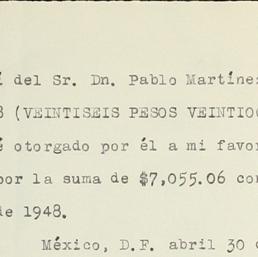 í del Sr. Dn. Pablo Martíne
8 (VEINTISEIS PESOS VEINTIO
é otorgado por él a mi favor
por la suma de $7,055.06 co
de 1948.
México, D.F. abril 30 d